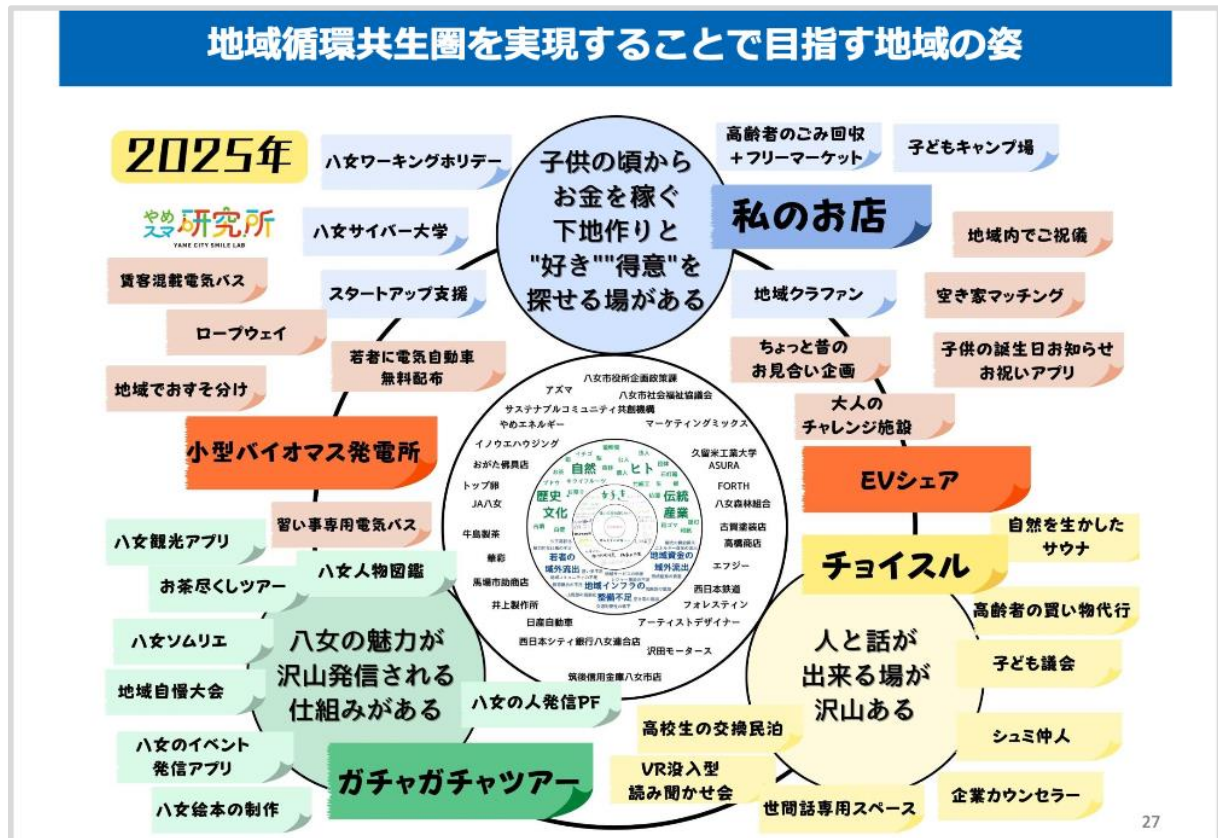 地域循環共生圏を実現することで目指す地域の姿
2025年
やめスマ研究所
YAME CITY SMILE LAB
八女ワーキングホリデー
八女サイバー大学
スタートアップ支援
子供の頃から
お金を稼ぐ
下地作りと
"好き""得意"を
探せる場がある
高齢者のごみ回収
+フリーマーケット
子どもキャンプ場
私のお店
地域クラファン
地域内でご祝儀
空き家マッチング
ちょっと昔の
お見合い企画
子供の誕生日お知らせ
お祝いアプリ
大人の
チャレンジ施設
EVシェア
貨客混載電気バス
ロープウェイ
若者に電気自動車
無料配布
地域でおすそ分け
小型バイオマス発電所
習い事専用電気バス
八女市役所企画政策課
アズマ
八女市社会福祉協議会
サステナブルコミュニティ共創機構
やめエネルギー
マーケティングミックス
イノウエハウジング
久留米工業大学
ASURA
おがた佛具店
FORTH
トップ卵
八女森林組合
JA八女
古賀塗装店
牛島製茶
高橋商店
華彩
エフジー
馬場市助商店
西日本鉄道
井上製作所
フォレスティン
日産自動車
アーティストデザイナー
西日本シティ銀行八女連合店
沢田モータース
筑後信用金庫八女市店
自然
ヒト
歴史・
文化
伝統
産業
若者の
域外流出
地域資金の
域外流出
地域インフラの
整備不足
八女観光アプリ
お茶尽くしツアー
八女人物図鑑
八女ソムリエ
地域自慢大会
八女の魅力が
沢山発信される
仕組みがある
八女の人発信PF
八女のイベント
発信アプリ
ガチャガチャツアー
八女絵本の制作
チョイスル
自然を生かした
サウナ
高齢者の買い物代行
人と話が
出来る場が
沢山ある
子ども議会
高校生の交換民泊
シュミ仲人
VR没入型
読み聞かせ会
世間話専用スペース
企業カウンセラー
27